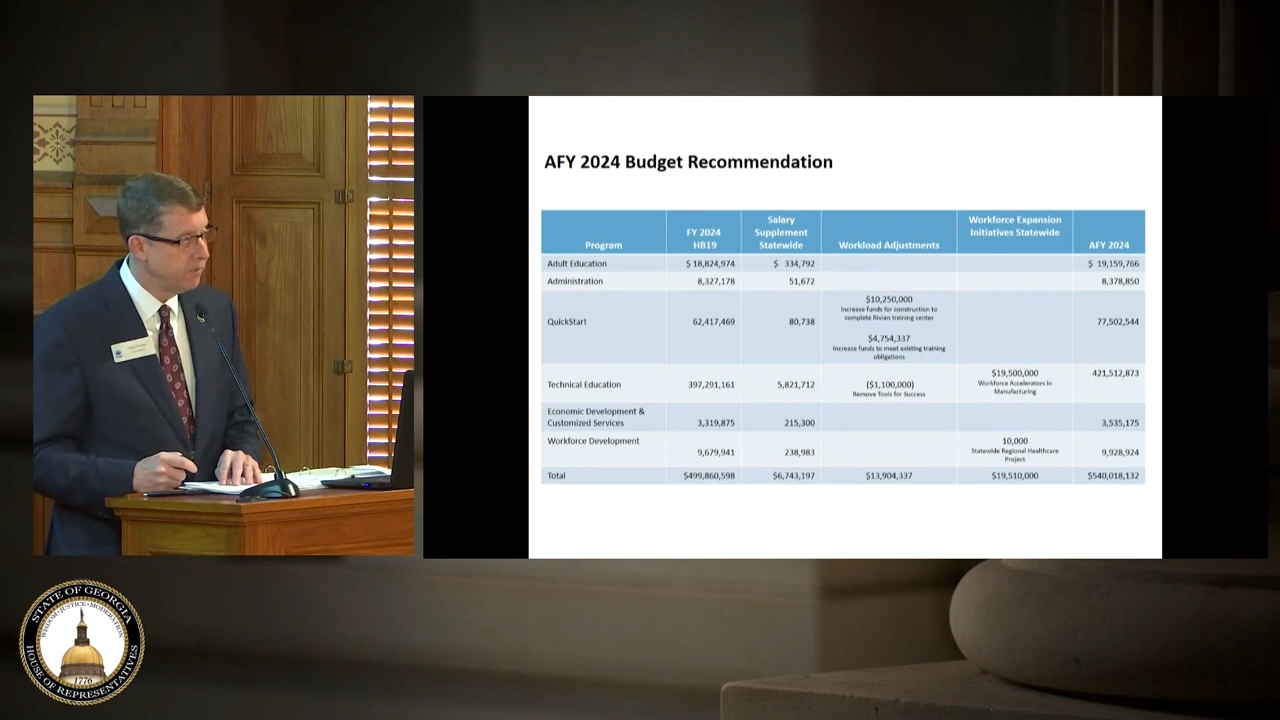 AFY 2024 Budget Recommendation
Salary
Workforce Expansion
FY 2024
Supplement
Initiatives Statewide
Program
HB19
Statewide
Workload Adjustments
AFY 2024
Adult Education
$ 18,824,974
$ 334,792
$ 19,159,766
Administration
8,327,178
51,672
8,378,850
QuickStart
62,417,469
80,738
$10,250,000
Increase funds for construction to
complete Rivian training center
$4,754,337
Increase funds to meet existing training
obligations
77,502,544
Technical Education
397,291,161
5,821,712
($1,100,000)
Remove Tools for Success
$19,500,000
Workforce Accelerators in
Manufacturing
421,512,873
Economic Development &
Customized Services
3,319,875
215,300
3,535,175
Workforce Development
9,679,941
238,983
10,000
Statewide Regional Healthcare
Project
9,928,924
Total
$499,860,598
$6,743,197
$13,904,337
$19,510,000
$540,018,132
STATE OF GEORGIA
WISDOM · JUSTICE · MODERATION
1776
HOUSE OF REPRESENTATIVES